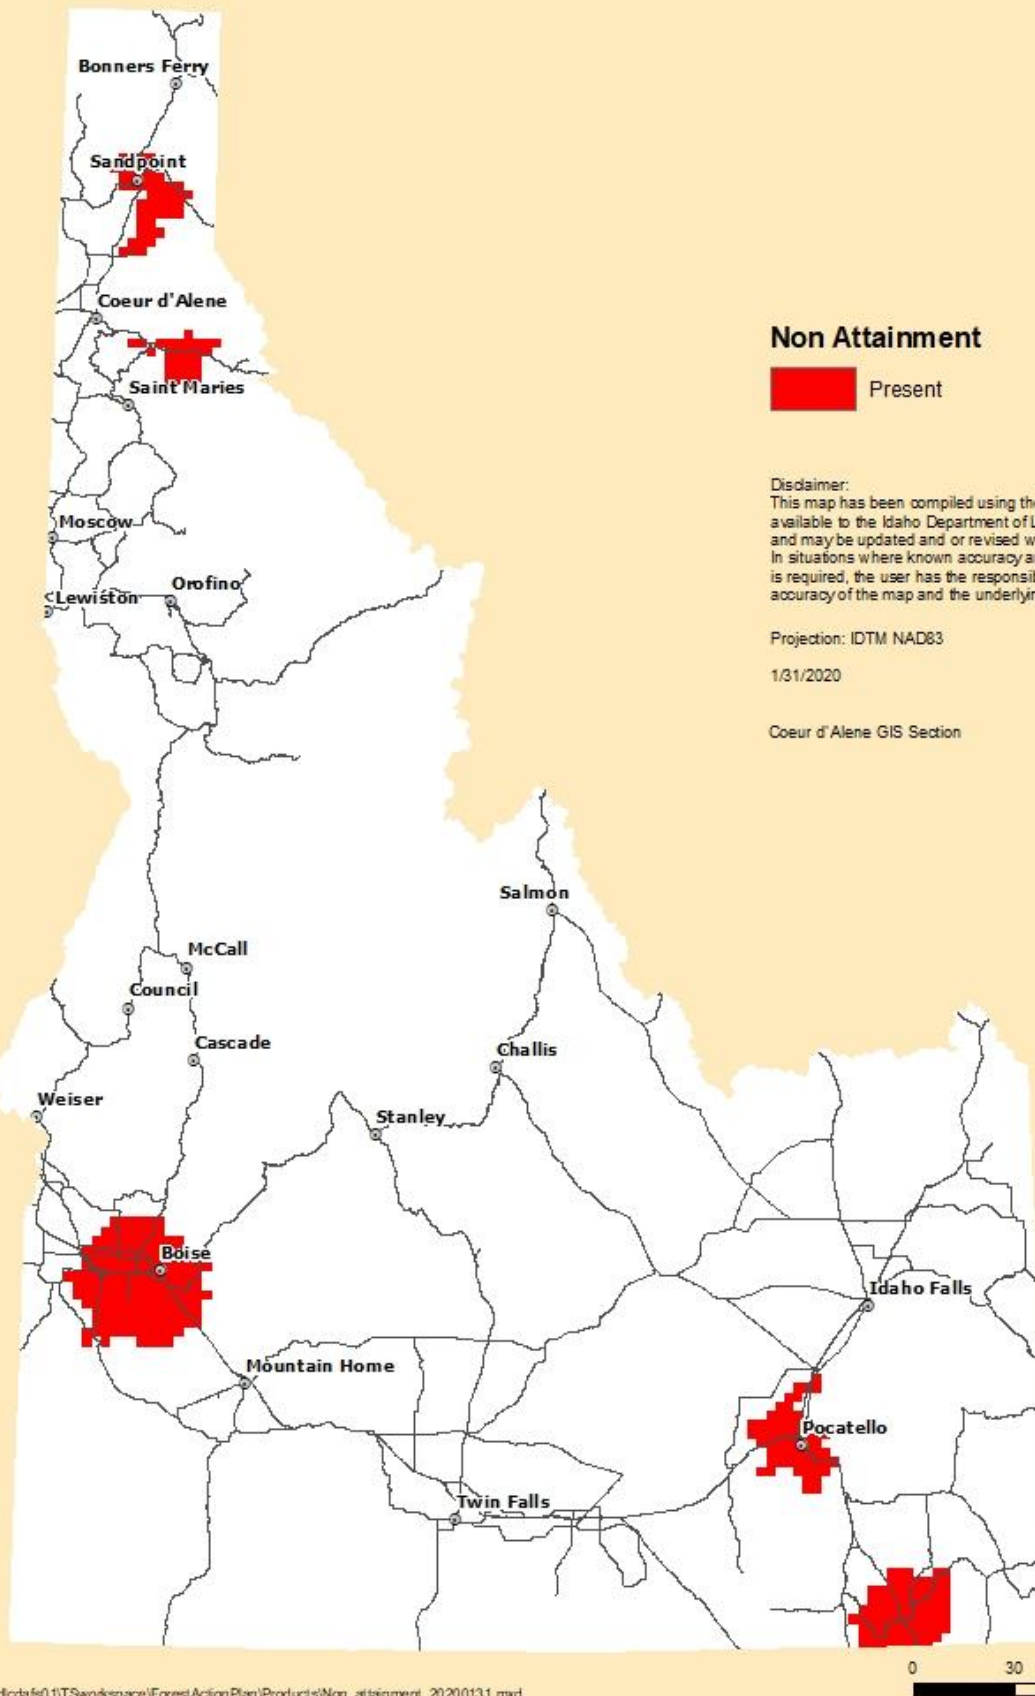 Bonners Ferry
Sandpoint
Coeur d'Alene
Saint Maries
Moscow
Orofino
Lewiston
Non Attainment
Present
Disclaimer:
This map has been compiled using the
available to the Idaho Department of L
and may be updated and or revised w
In situations where known accuracy a
is required, the user has the responsi
accuracy of the map and the underlyin
Projection: IDTM NAD83
1/31/2020
Coeur d'Alene GIS Section
Salmon
McCall
Council
Cascade
Challis
Weiser
Stanley
Boise
Idaho Falls
Mountain Home
Pocatello
Twin Falls
0 30